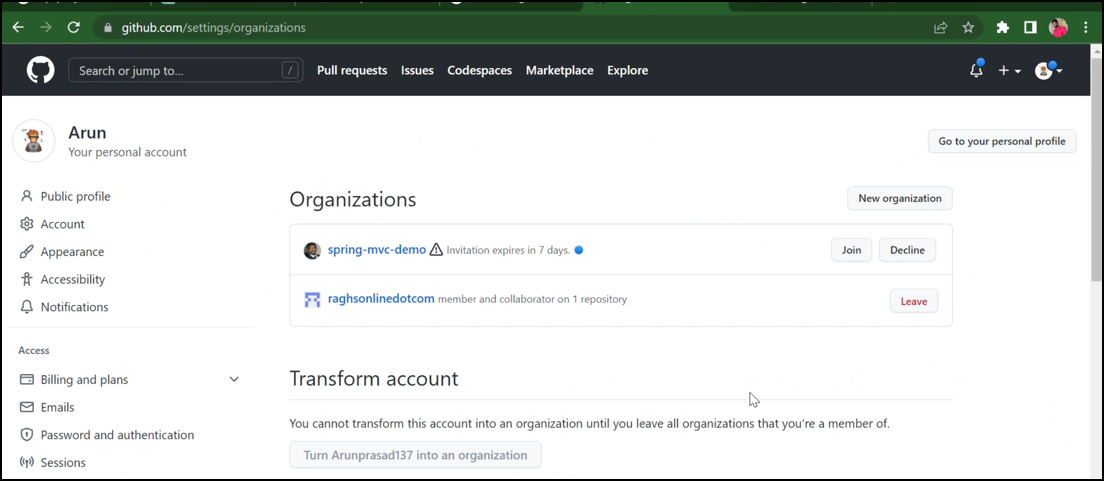 github.com/settings/organizations
Search or jump to... / Pull requests Issues Codespaces Marketplace Explore
Arun
Your personal account
Go to your personal profile
Public profile
Account
Appearance
Accessibility
Notifications
Access
Billing and plans
Emails
Password and authentication
Sessions
Organizations
New organization
spring-mvc-demo Invitation expires in 7 days. Join Decline
raghsonlinedotcom member and collaborator on 1 repository Leave
Transform account
You cannot transform this account into an organization until you leave all organizations that you're a member of.
Turn Arunprasad137 into an organization